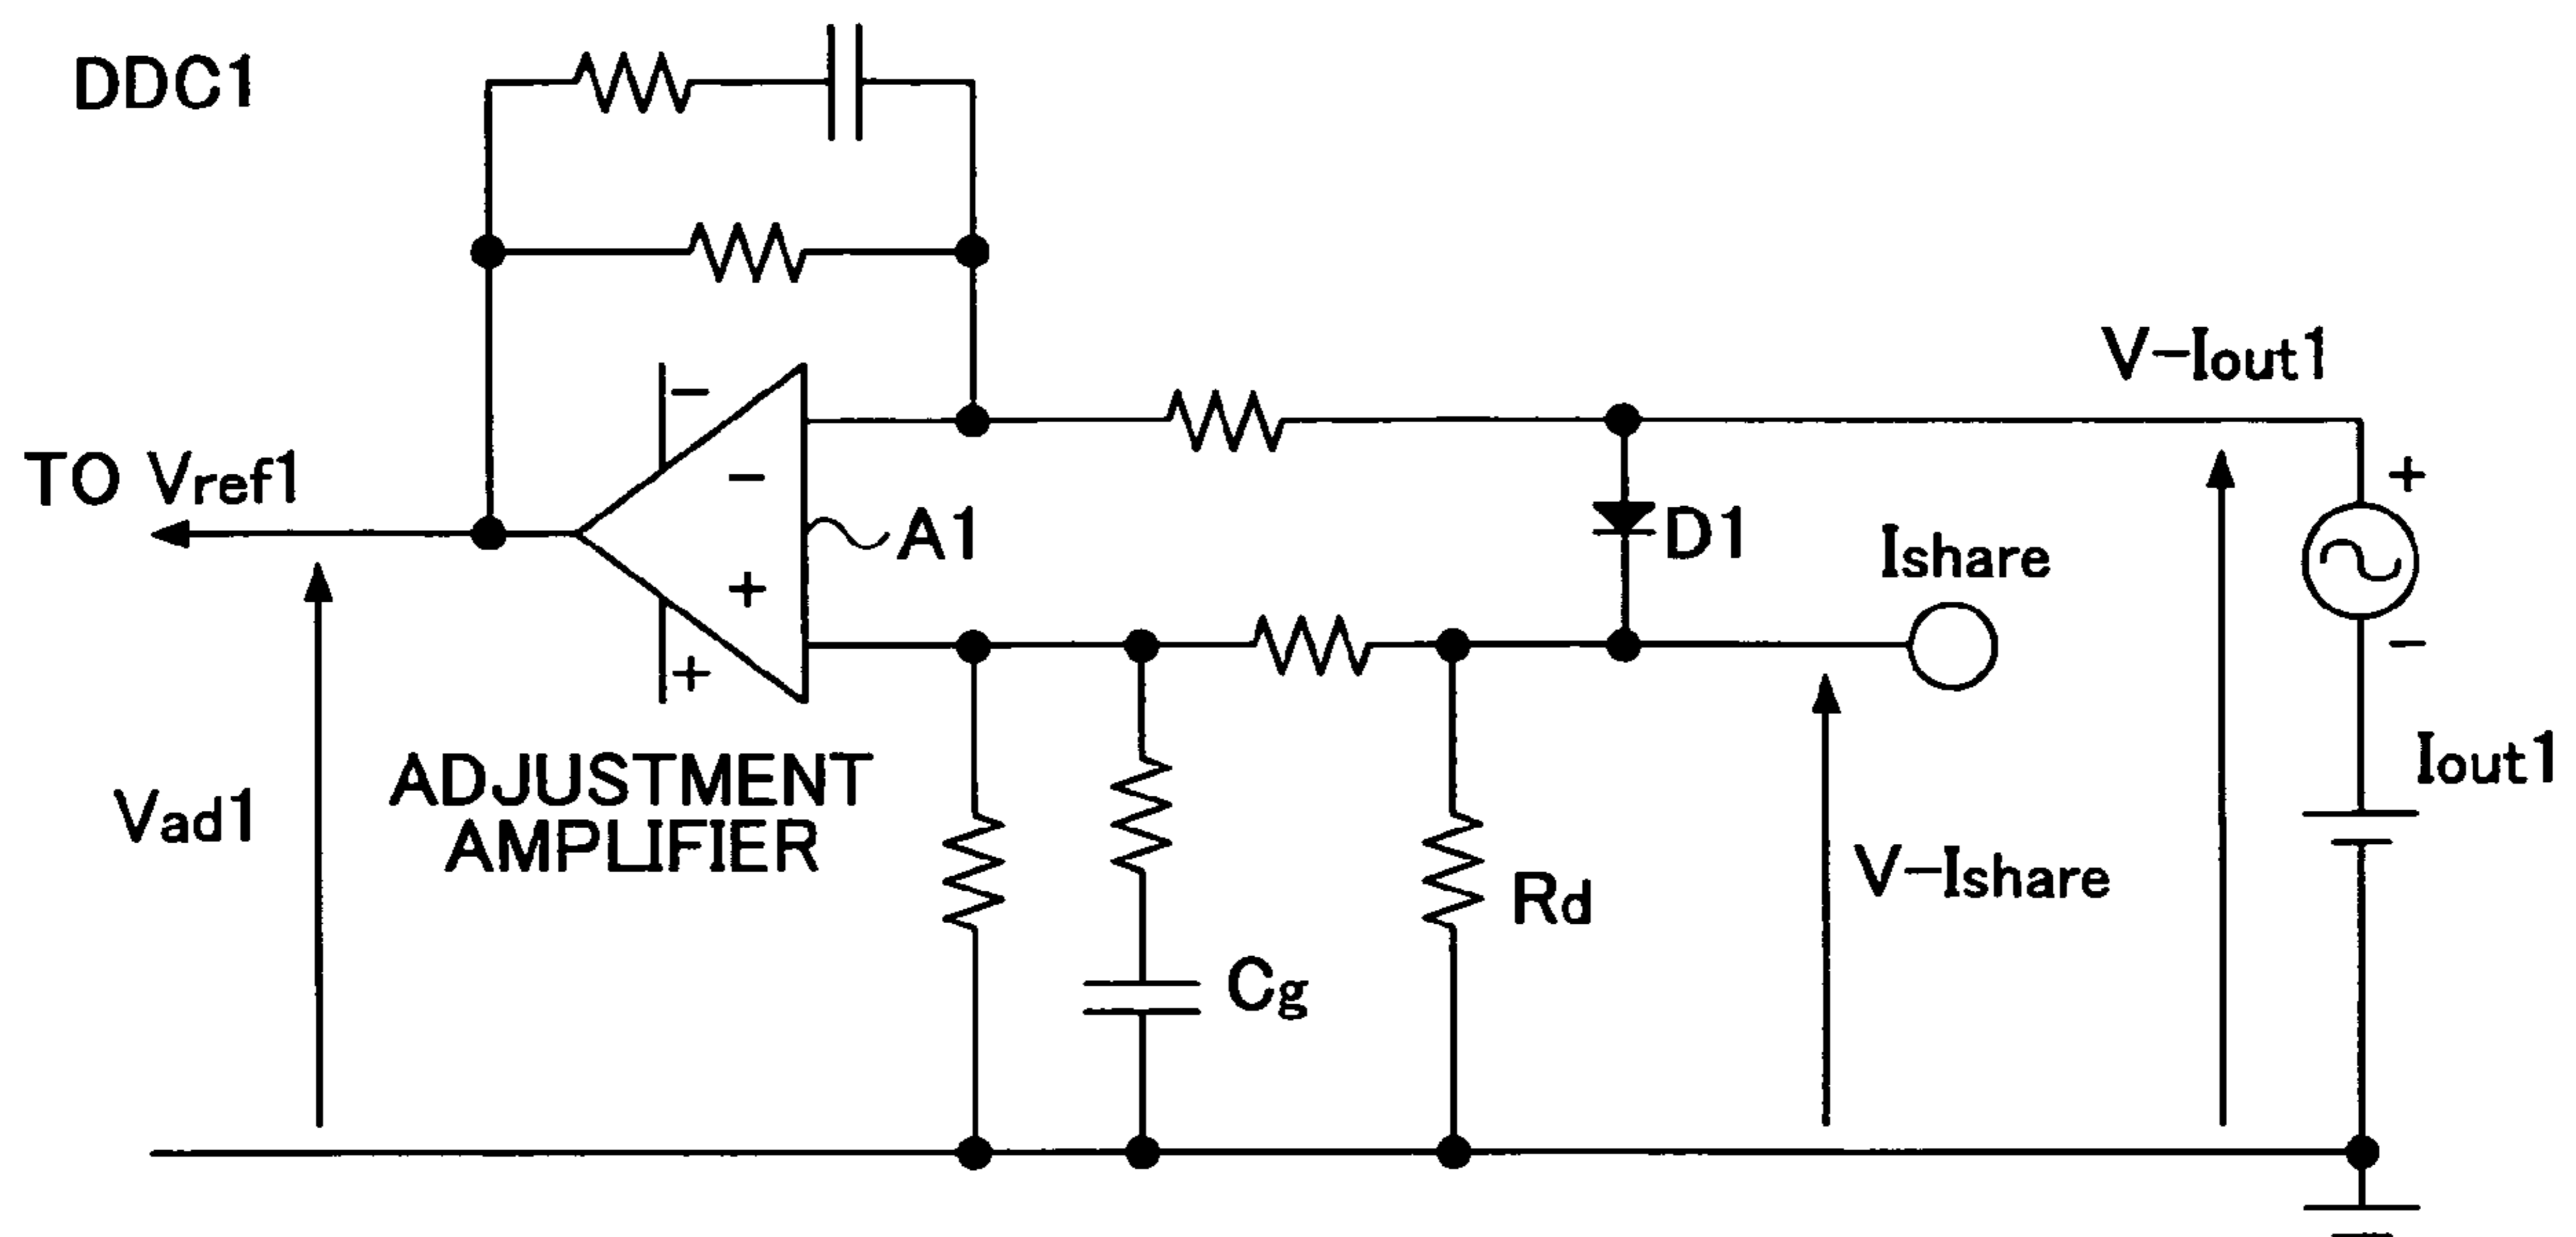 DDC1
V-Iout1
TO Vref1
−
−
A1
D1
Ishare
+
+
−
+
ADJUSTMENT
AMPLIFIER
Vad1
Rd
V-Ishare
Iout1
Cg